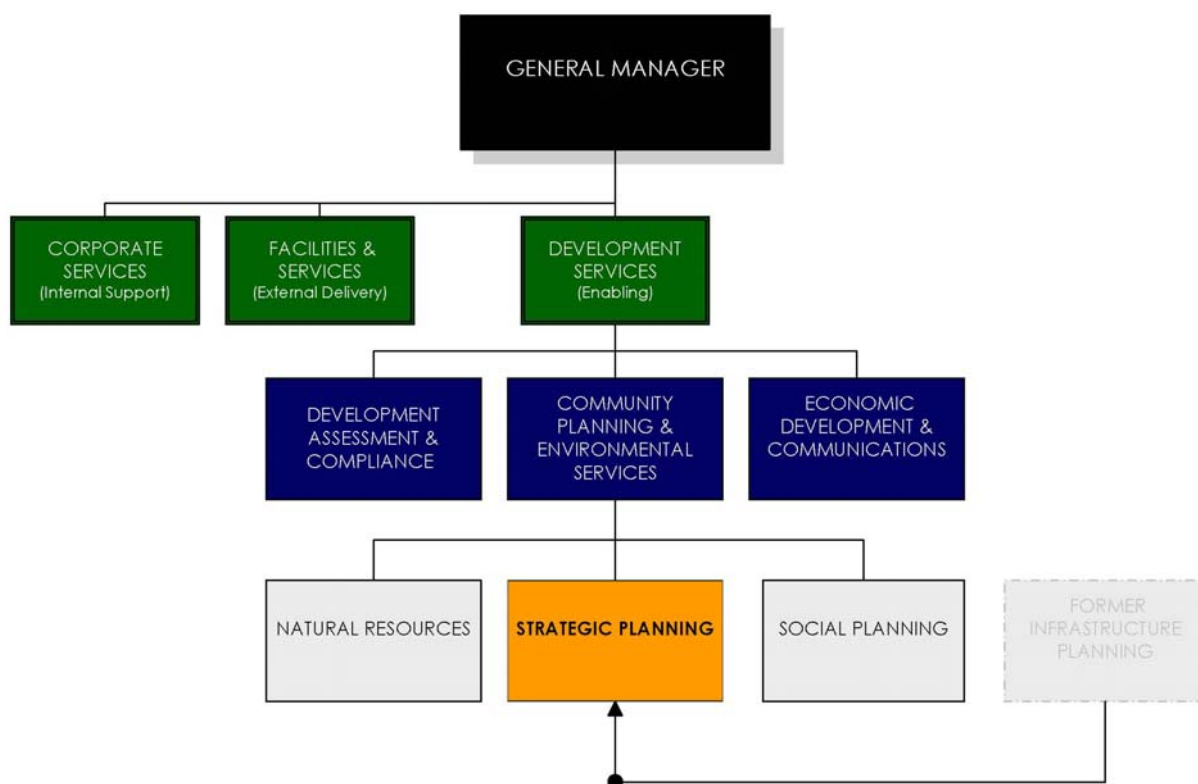 GENERAL MANAGER
CORPORATE
SERVICES
(Internal Support)
FACILITIES &
SERVICES
(External Delivery)
DEVELOPMENT
SERVICES
(Enabling)
DEVELOPMENT
ASSESSMENT &
COMPLIANCE
COMMUNITY
PLANNING &
ENVIRONMENTAL
SERVICES
ECONOMIC
DEVELOPMENT &
COMMUNICATIONS
NATURAL RESOURCES
STRATEGIC PLANNING
SOCIAL PLANNING
FORMER
INFRASTRUCTURE
PLANNING